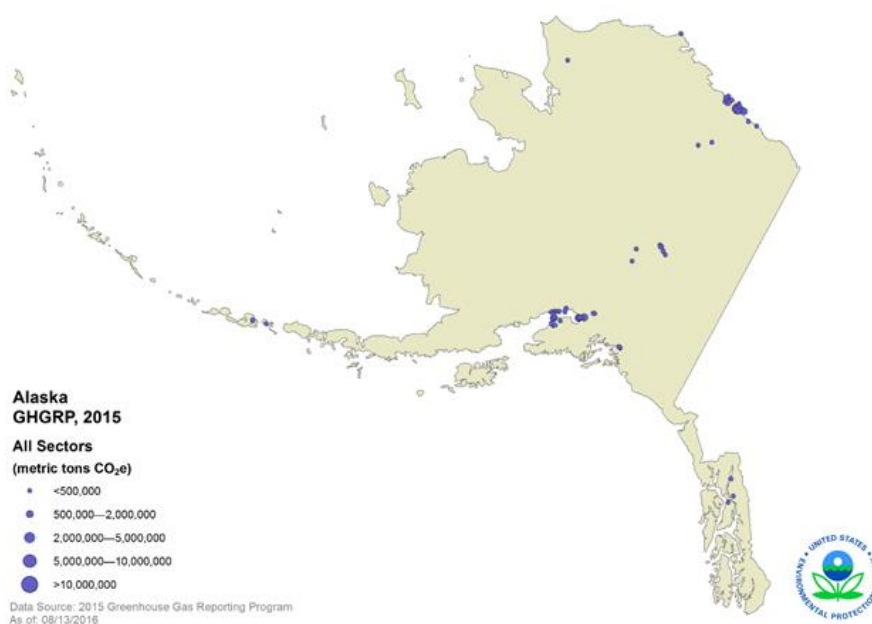 Alaska
GHGRP, 2015
All Sectors
(metric tons CO₂e)
<500,000
500,000—2,000,000
2,000,000—5,000,000
5,000,000—10,000,000
>10,000,000
Data Source: 2015 Greenhouse Gas Reporting Program
As of: 08/13/2016
UNITED STATES
ENVIRONMENTAL PROTECTION